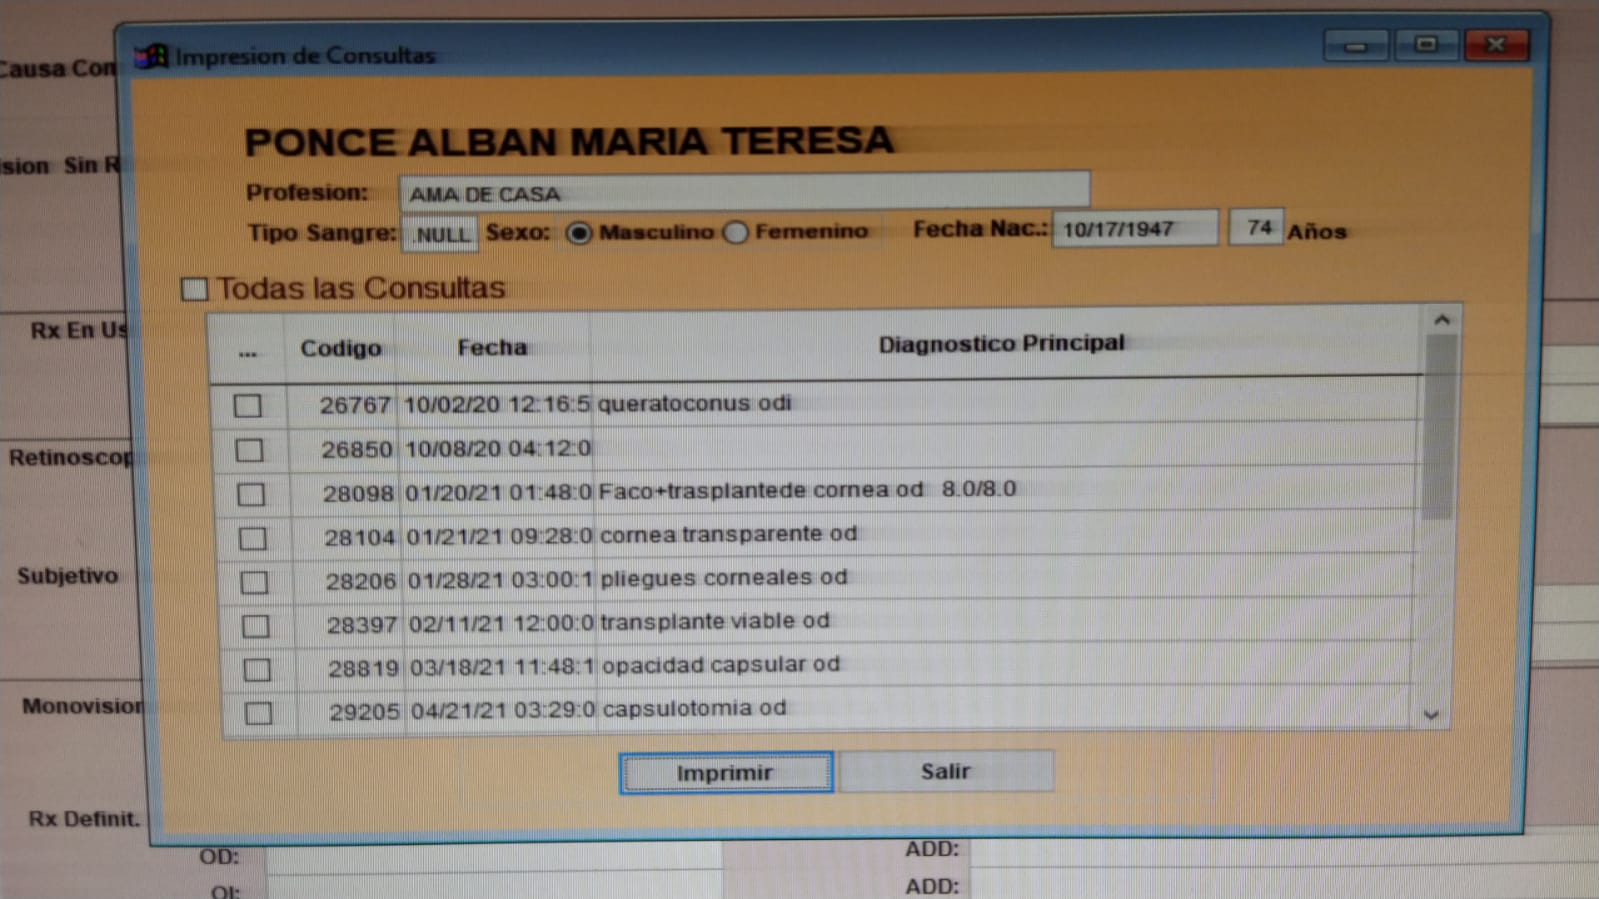 Impresion de Consultas
Causa Con
PONCE ALBAN MARIA TERESA
ision Sin R
Profesion: AMA DE CASA
Tipo Sangre: .NULL Sexo: Masculino Femenino Fecha Nac.: 10/17/1947 74 Años
Todas las Consultas
Rx En Us
... Codigo Fecha Diagnostico Principal
26767 10/02/20 12:16:5 queratoconus odi
26850 10/08/20 04:12:0
Retinoscop
28098 01/20/21 01:48:0 Faco+trasplantede cornea od 8.0/8.0
28104 01/21/21 09:28:0 cornea transparente od
Subjetivo
28206 01/28/21 03:00:1 pliegues corneales od
28397 02/11/21 12:00:0 transplante viable od
28819 03/18/21 11:48:1 opacidad capsular od
Monovision
29205 04/21/21 03:29:0 capsulotomia od
Imprimir Salir
Rx Definit.
OD: ADD:
OI: ADD: